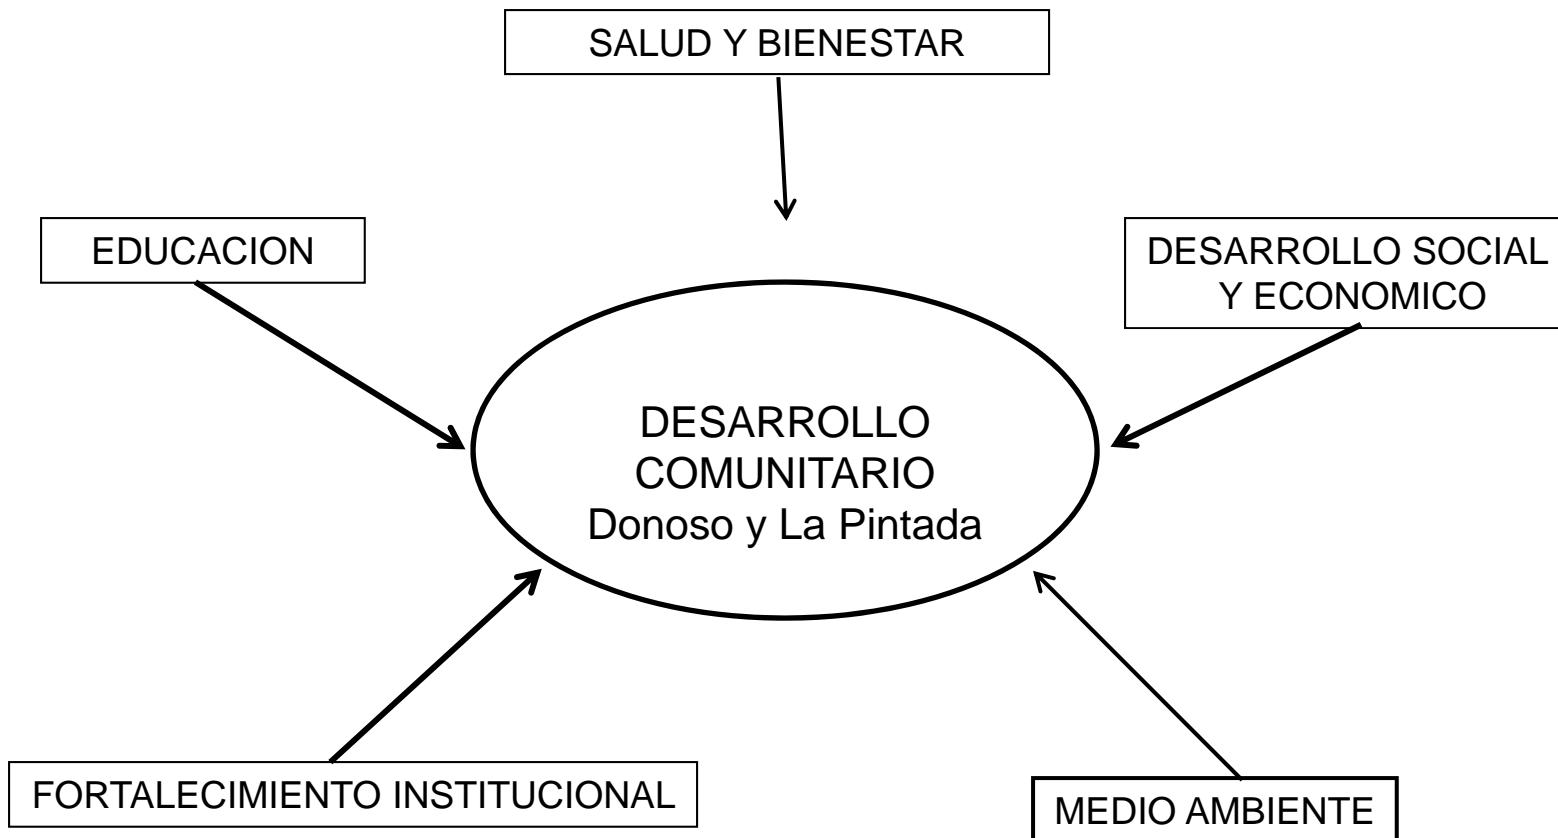 SALUD Y BIENESTAR
EDUCACION
DESARROLLO SOCIAL
Y ECONOMICO
DESARROLLO
COMUNITARIO
Donoso y La Pintada
FORTALECIMIENTO INSTITUCIONAL
MEDIO AMBIENTE